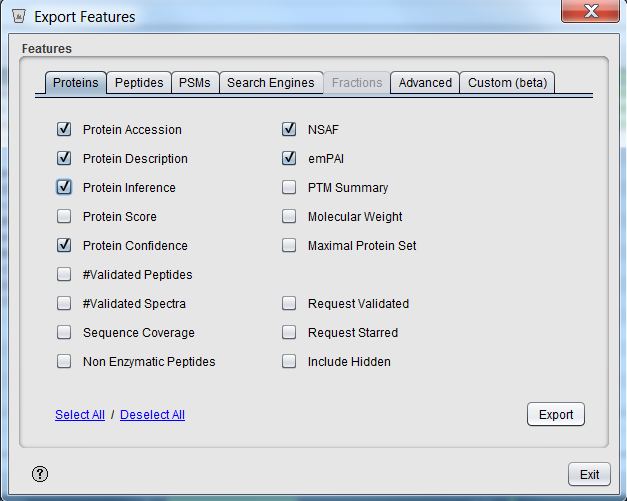 Export Features
Features
Proteins Peptides PSMs Search Engines Fractions Advanced Custom (beta)
Protein Accession NSAF
Protein Description emPAI
Protein Inference PTM Summary
Protein Score Molecular Weight
Protein Confidence Maximal Protein Set
#Validated Peptides
#Validated Spectra Request Validated
Sequence Coverage Request Starred
Non Enzymatic Peptides Include Hidden
Select All / Deselect All Export
? Exit